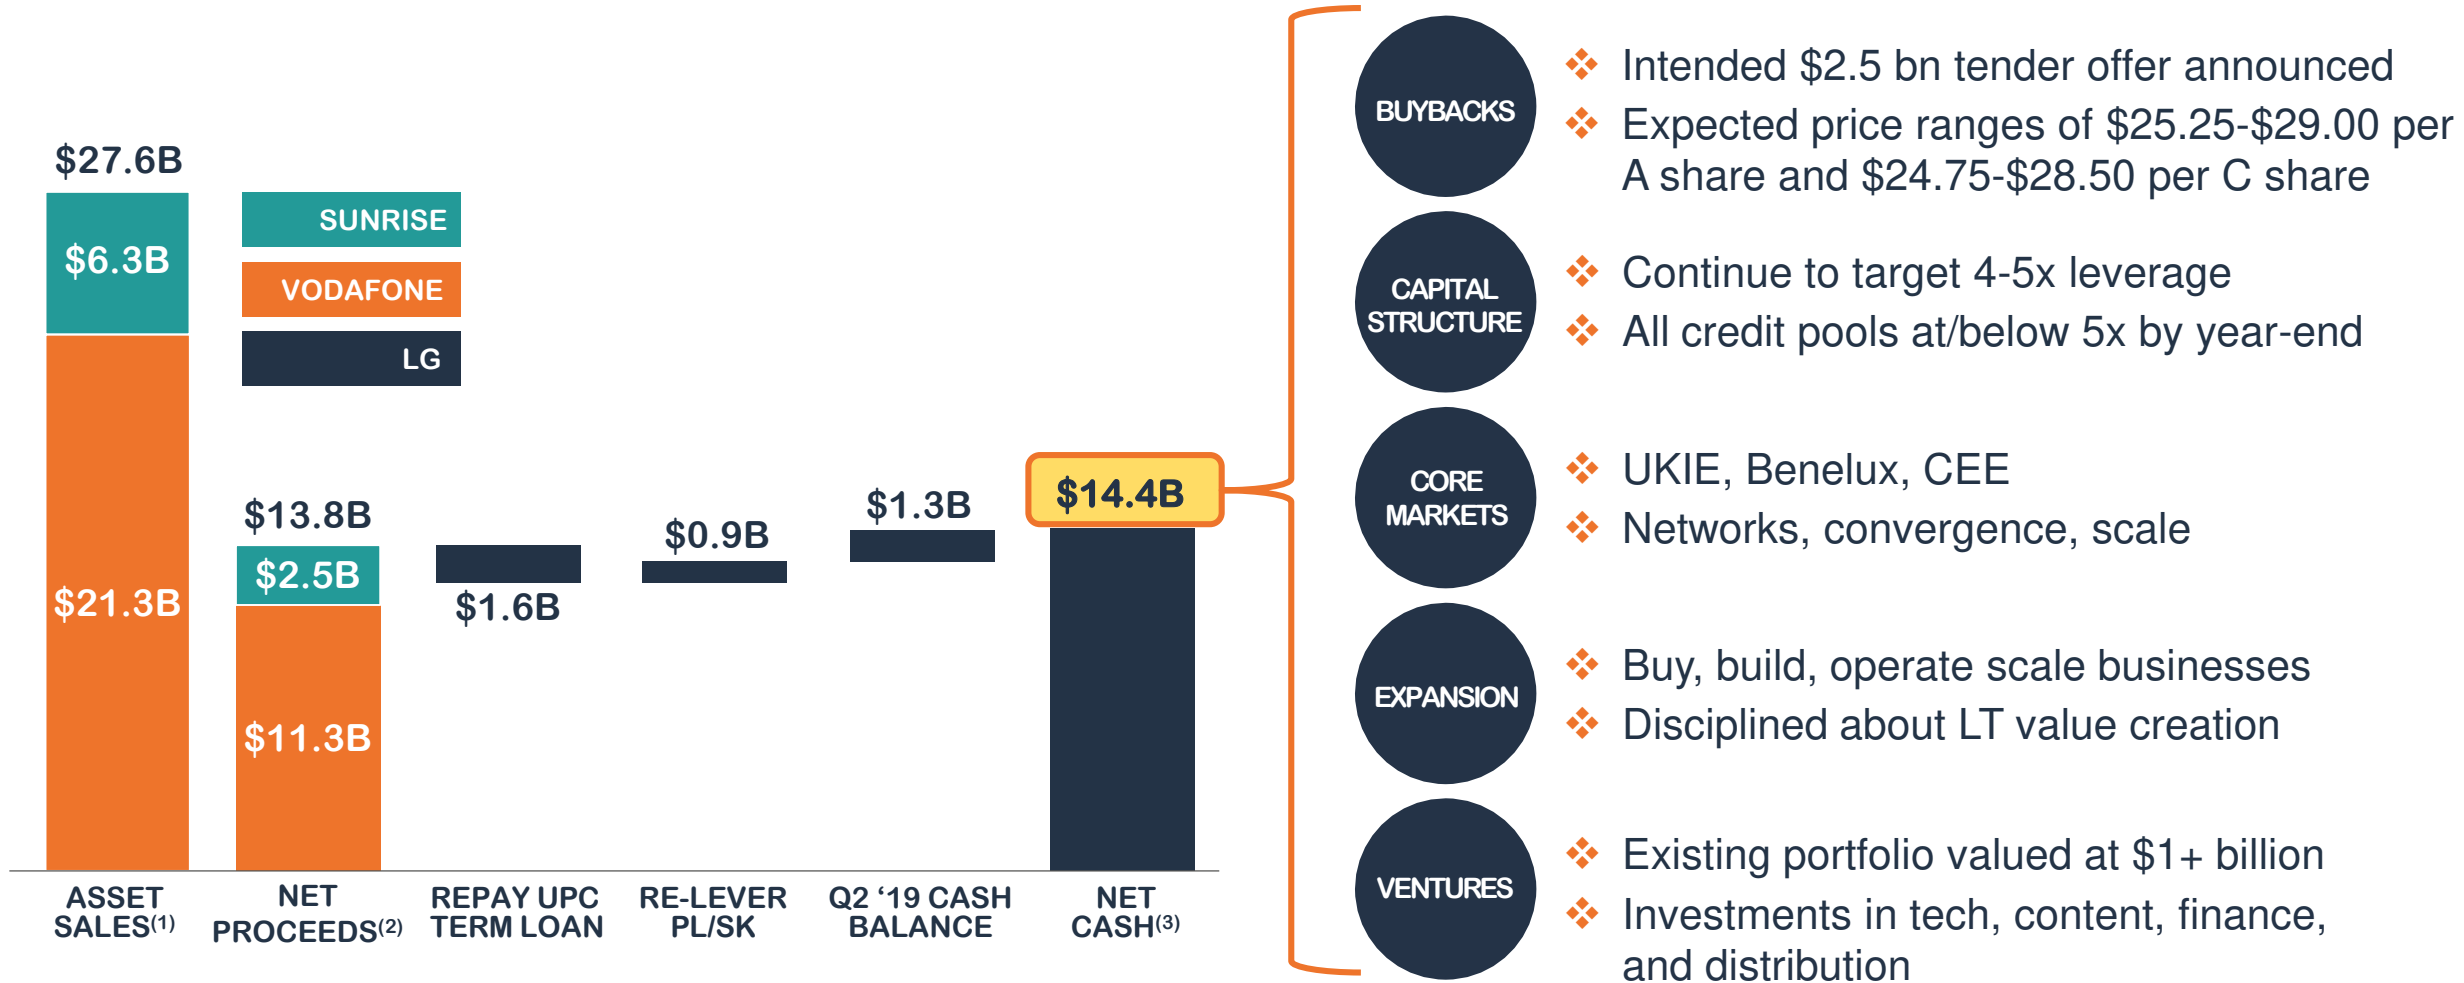 $27.6B
$6.3B
$21.3B
SUNRISE
VODAFONE
LG
$13.8B
$2.5B
$11.3B
$1.6B
$0.9B
$1.3B
$14.4B
ASSET
SALES(1)
NET
PROCEEDS(2)
REPAY UPC
TERM LOAN
RE-LEVER
PL/SK
Q2 ‘19 CASH
BALANCE
NET
CASH(3)
BUYBACKS
❖ Intended $2.5 bn tender offer announced
❖ Expected price ranges of $25.25-$29.00 per
A share and $24.75-$28.50 per C share
CAPITAL
STRUCTURE
❖ Continue to target 4-5x leverage
❖ All credit pools at/below 5x by year-end
CORE
MARKETS
❖ UKIE, Benelux, CEE
❖ Networks, convergence, scale
EXPANSION
❖ Buy, build, operate scale businesses
❖ Disciplined about LT value creation
VENTURES
❖ Existing portfolio valued at $1+ billion
❖ Investments in tech, content, finance,
and distribution